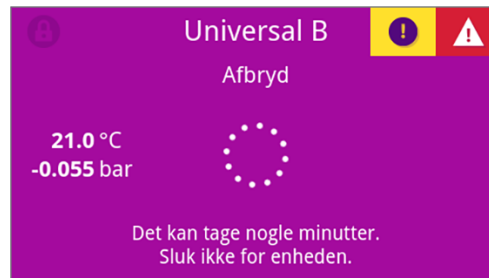 Universal B
Afbryd
21.0 °C
-0.055 bar
Det kan tage nogle minutter.
Sluk ikke for enheden.